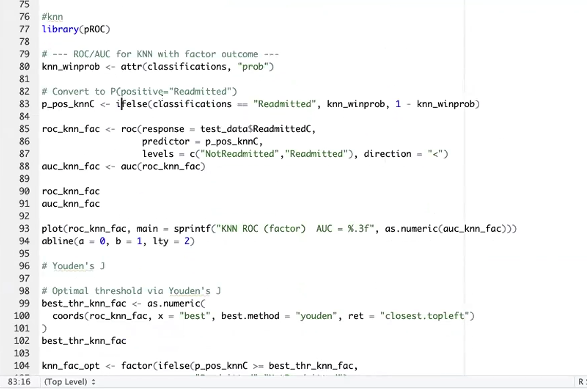 75
76 #knn
77 library(pROC)
78
79 # --- ROC/AUC for KNN with factor outcome ---
80 knn_winprob <- attr(classifications, "prob")
81
82 # Convert to P(positive="Readmitted")
83 p_pos_knnC <- ifelse(classifications == "Readmitted", knn_winprob, 1 - knn_winprob)
84
85 roc_knn_fac <- roc(response = test_data$ReadmittedC,
86 predictor = p_pos_knnC,
87 levels = c("NotReadmitted","Readmitted"), direction = "<")
88 auc_knn_fac <- auc(roc_knn_fac)
89
90 roc_knn_fac
91 auc_knn_fac
92
93 plot(roc_knn_fac, main = sprintf("KNN ROC (factor) AUC = %.3f", as.numeric(auc_knn_fac)))
94 abline(a = 0, b = 1, lty = 2)
95
96 # Youden's J
97
98 # Optimal threshold via Youden's J
99 best_thr_knn_fac <- as.numeric(
100 coords(roc_knn_fac, x = "best", best.method = "youden", ret = "closest.topleft")
101 )
102 best_thr_knn_fac
103
104 knn_fac_opt <- factor(ifelse(p_pos_knnC >= best_thr_knn_fac,
83:16 (Top Level)
R